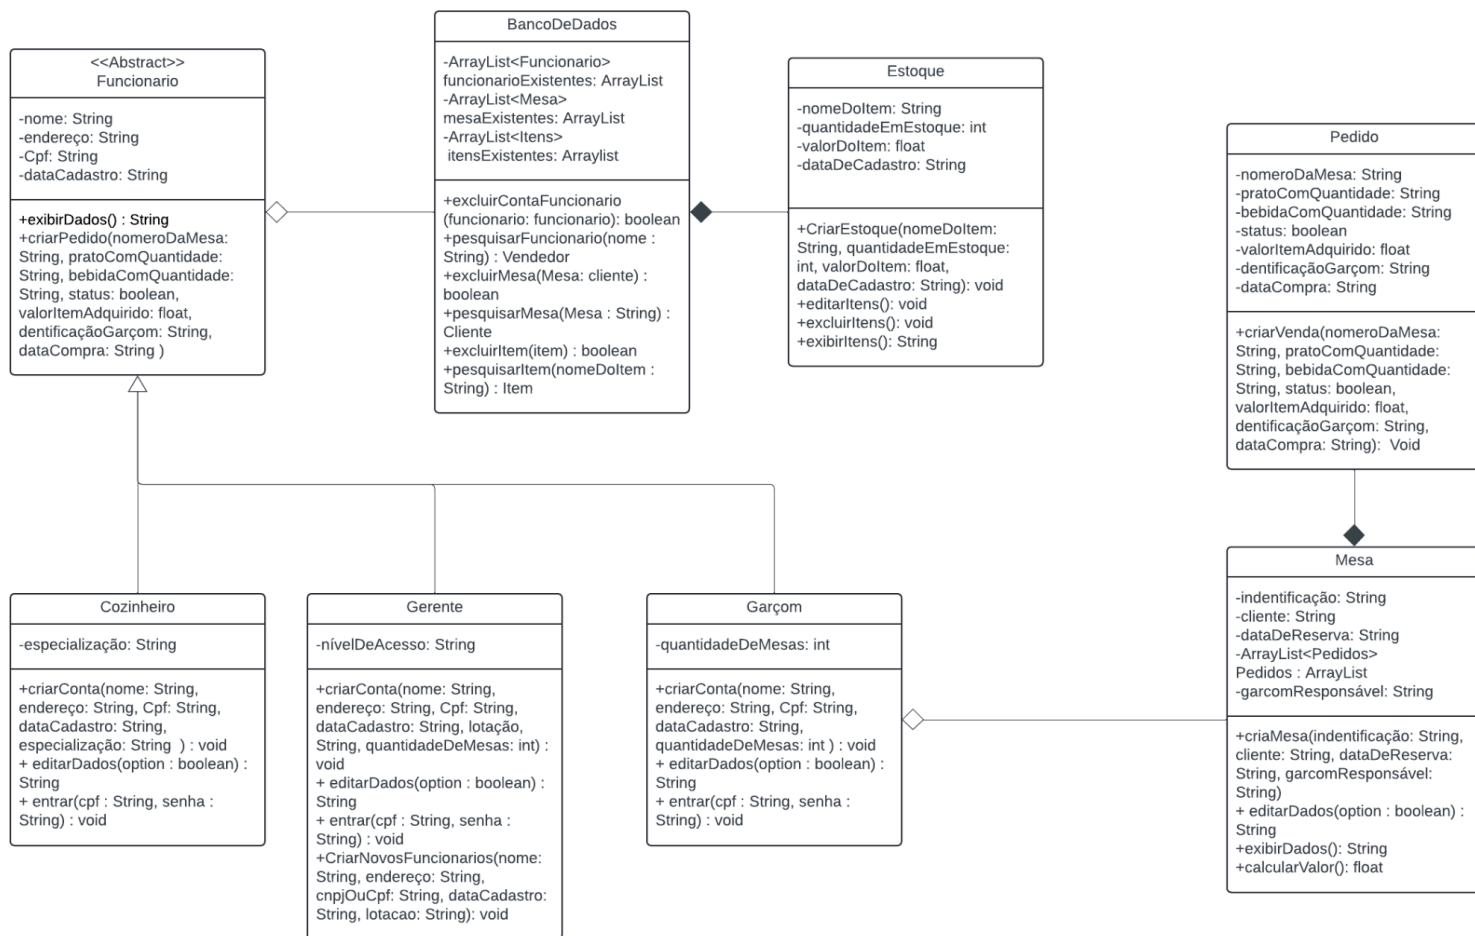 <<Abstract>>
Funcionario
-nome: String
-endereço: String
-Cpf: String
-dataCadastro: String
+exibirDados() : String
+criarPedido(nomeroDaMesa:
String, pratoComQuantidade:
String, bebidaComQuantidade:
String, status: boolean,
valorItemAdquirido: float,
dentificaçãoGarçom: String,
dataCompra: String )
BancoDeDados
-ArrayList<Funcionario>
funcionarioExistentes: ArrayList
-ArrayList<Mesa>
mesaExistentes: ArrayList
-ArrayList<Itens>
itensExistentes: Arraylist
+excluirContaFuncionario
(funcionario: funcionario): boolean
+pesquisarFuncionario(nome :
String) : Vendedor
+excluirMesa(Mesa: cliente) :
boolean
+pesquisarMesa(Mesa : String) :
Cliente
+excluirItem(item) : boolean
+pesquisarItem(nomeDoItem :
String) : Item
Estoque
-nomeDoItem: String
-quantidadeEmEstoque: int
-valorDoItem: float
-dataDeCadastro: String
+CriarEstoque(nomeDoItem:
String, quantidadeEmEstoque:
int, valorDoItem: float,
dataDeCadastro: String): void
+editarItens(): void
+excluirItens(): void
+exibirItens(): String
Pedido
-nomeroDaMesa: String
-pratoComQuantidade: String
-bebidaComQuantidade: String
-status: boolean
-valorItemAdquirido: float
-dentificaçãoGarçom: String
-dataCompra: String
+criarVenda(nomeroDaMesa:
String, pratoComQuantidade:
String, bebidaComQuantidade:
String, status: boolean,
valorItemAdquirido: float,
dentificaçãoGarçom: String,
dataCompra: String): Void
Cozinheiro
-especialização: String
+criarConta(nome: String,
endereço: String, Cpf: String,
dataCadastro: String,
especialização: String ) : void
+ editarDados(option : boolean) :
String
+ entrar(cpf : String, senha :
String) : void
Gerente
-nívelDeAcesso: String
+criarConta(nome: String,
endereço: String, Cpf: String,
dataCadastro: String, lotação,
String, quantidadeDeMesas: int) :
void
+ editarDados(option : boolean) :
String
+ entrar(cpf : String, senha :
String) : void
+CriarNovosFuncionarios(nome:
String, endereço: String,
cnpjOuCpf: String, dataCadastro:
String, lotacao: String): void
Garçom
-quantidadeDeMesas: int
+criarConta(nome: String,
endereço: String, Cpf: String,
dataCadastro: String,
quantidadeDeMesas: int ) : void
+ editarDados(option : boolean) :
String
+ entrar(cpf : String, senha :
String) : void
Mesa
-indentificação: String
-cliente: String
-dataDeReserva: String
-ArrayList<Pedidos>
Pedidos : ArrayList
-garcomResponsável: String
+criaMesa(indentificação: String,
cliente: String, dataDeReserva:
String, garcomResponsável:
String)
+ editarDados(option : boolean) :
String
+exibirDados(): String
+calcularValor(): float